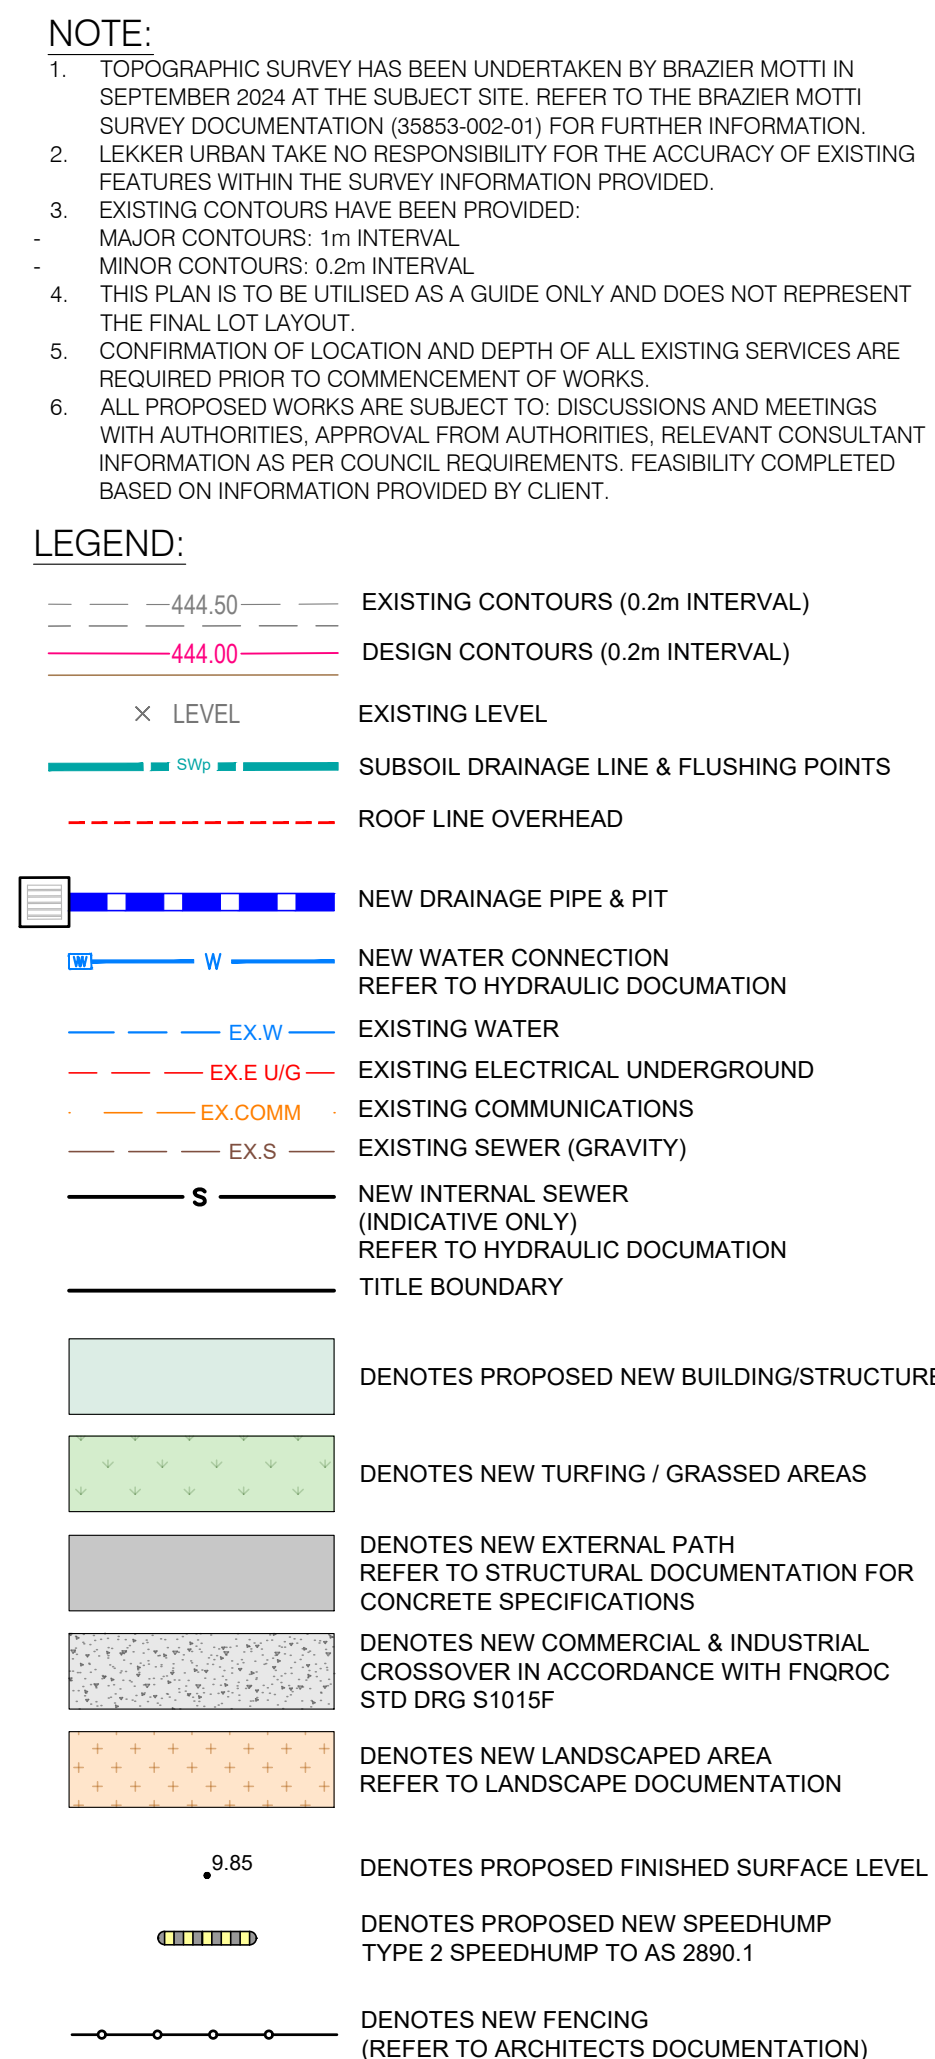 NOTE:
1. TOPOGRAPHIC SURVEY HAS BEEN UNDERTAKEN BY BRAZIER MOTTI IN
SEPTEMBER 2024 AT THE SUBJECT SITE. REFER TO THE BRAZIER MOTTI
SURVEY DOCUMENTATION (35853-002-01) FOR FURTHER INFORMATION.
2. LEKKER URBAN TAKE NO RESPONSIBILITY FOR THE ACCURACY OF EXISTING
FEATURES WITHIN THE SURVEY INFORMATION PROVIDED.
3. EXISTING CONTOURS HAVE BEEN PROVIDED:
- MAJOR CONTOURS: 1m INTERVAL
- MINOR CONTOURS: 0.2m INTERVAL
4. THIS PLAN IS TO BE UTILISED AS A GUIDE ONLY AND DOES NOT REPRESENT
THE FINAL LOT LAYOUT.
5. CONFIRMATION OF LOCATION AND DEPTH OF ALL EXISTING SERVICES ARE
REQUIRED PRIOR TO COMMENCEMENT OF WORKS.
6. ALL PROPOSED WORKS ARE SUBJECT TO: DISCUSSIONS AND MEETINGS
WITH AUTHORITIES, APPROVAL FROM AUTHORITIES, RELEVANT CONSULTANT
INFORMATION AS PER COUNCIL REQUIREMENTS. FEASIBILITY COMPLETED
BASED ON INFORMATION PROVIDED BY CLIENT.
LEGEND:
444.50 EXISTING CONTOURS (0.2m INTERVAL)
444.00 DESIGN CONTOURS (0.2m INTERVAL)
× LEVEL EXISTING LEVEL
SWp SUBSOIL DRAINAGE LINE & FLUSHING POINTS
ROOF LINE OVERHEAD
NEW DRAINAGE PIPE & PIT
W W NEW WATER CONNECTION
REFER TO HYDRAULIC DOCUMATION
EX.W EXISTING WATER
EX.E U/G EXISTING ELECTRICAL UNDERGROUND
EX.COMM EXISTING COMMUNICATIONS
EX.S EXISTING SEWER (GRAVITY)
S NEW INTERNAL SEWER
(INDICATIVE ONLY)
REFER TO HYDRAULIC DOCUMATION
TITLE BOUNDARY
DENOTES PROPOSED NEW BUILDING/STRUCTURE
DENOTES NEW TURFING / GRASSED AREAS
DENOTES NEW EXTERNAL PATH
REFER TO STRUCTURAL DOCUMENTATION FOR
CONCRETE SPECIFICATIONS
DENOTES NEW COMMERCIAL & INDUSTRIAL
CROSSOVER IN ACCORDANCE WITH FNQROC
STD DRG S1015F
DENOTES NEW LANDSCAPED AREA
REFER TO LANDSCAPE DOCUMENTATION
9.85 DENOTES PROPOSED FINISHED SURFACE LEVEL
DENOTES PROPOSED NEW SPEEDHUMP
TYPE 2 SPEEDHUMP TO AS 2890.1
DENOTES NEW FENCING
(REFER TO ARCHITECTS DOCUMENTATION)